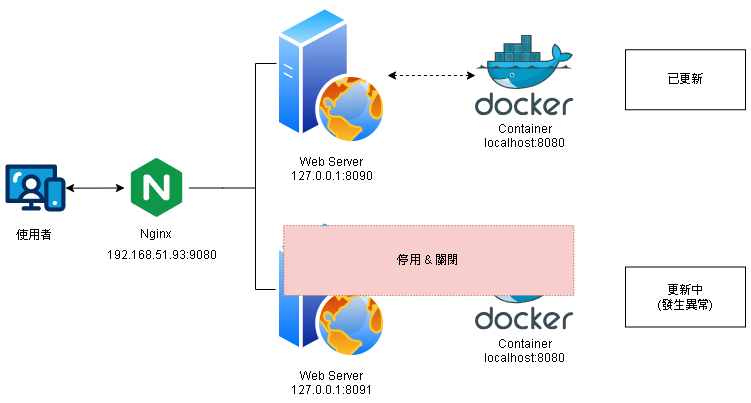 docker
Container
localhost:8080
已更新
Web Server
127.0.0.1:8090
N
使用者
Nginx
192.168.51.93:9080
停用 & 關閉
更新中
(發生異常)
docker
Container
localhost:8080
Web Server
127.0.0.1:8091